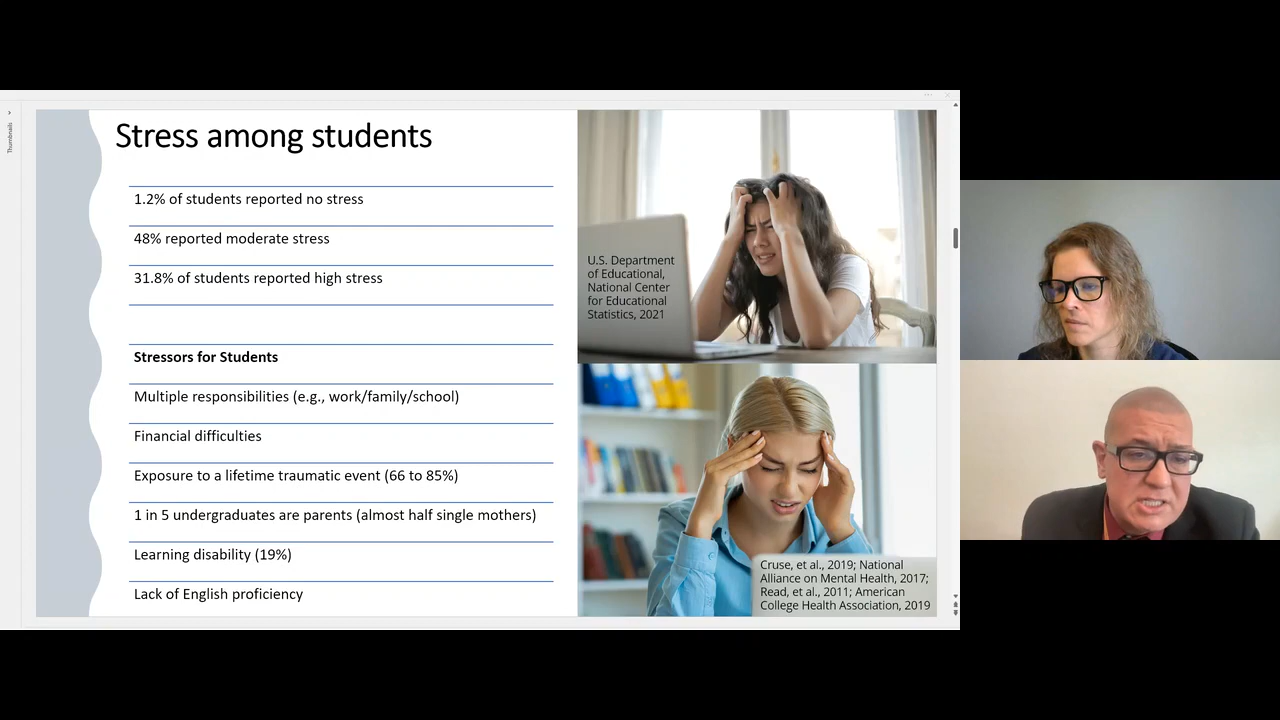 Thumbnails
Stress among students
1.2% of students reported no stress
48% reported moderate stress
31.8% of students reported high stress
Stressors for Students
Multiple responsibilities (e.g., work/family/school)
Financial difficulties
Exposure to a lifetime traumatic event (66 to 85%)
1 in 5 undergraduates are parents (almost half single mothers)
Learning disability (19%)
Lack of English proficiency
U.S. Department
of Educational,
National Center
for Educational
Statistics, 2021
Cruse, et al., 2019; National
Alliance on Mental Health, 2017;
Read, et al., 2011; American
College Health Association, 2019